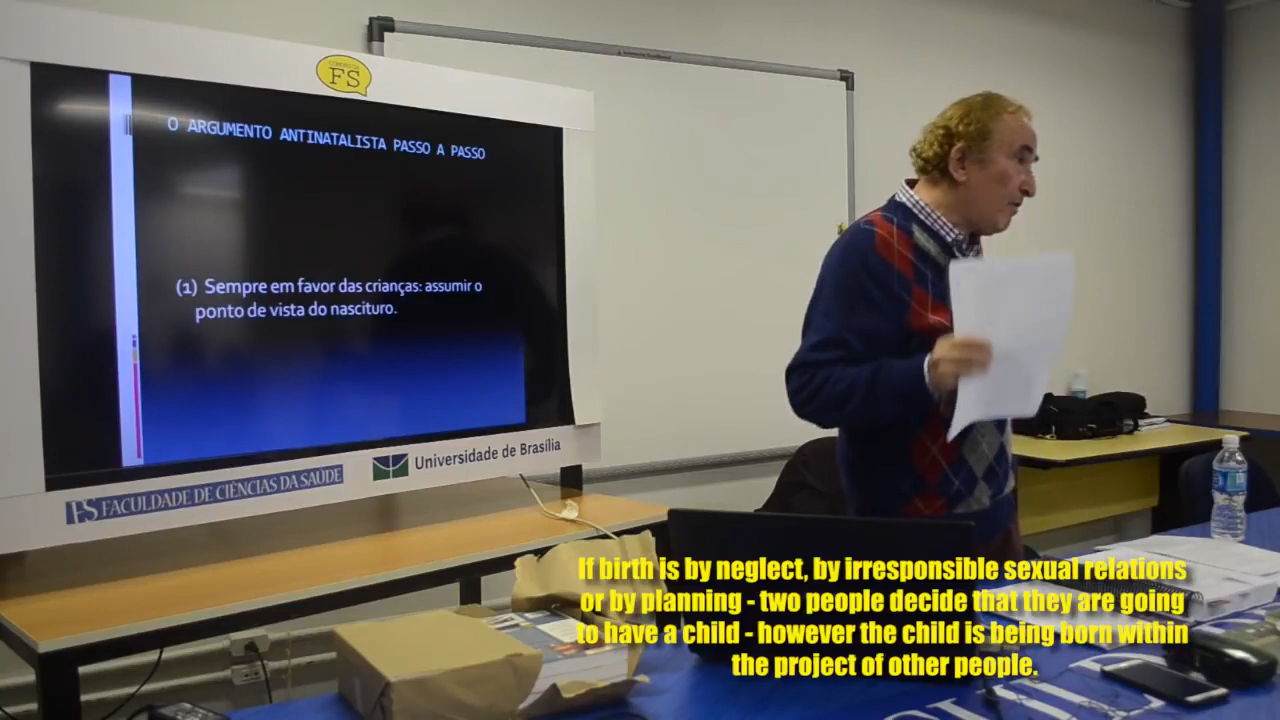 FS
O ARGUMENTO ANTINATALISTA PASSO A PASSO
(1) Sempre em favor das crianças: assumir o
ponto de vista do nascituro.
FS FACULDADE DE CIÊNCIAS DA SAÚDE
Universidade de Brasília
If birth is by neglect, by irresponsible sexual relations
or by planning - two people decide that they are going
to have a child - however the child is being born within
the project of other people.